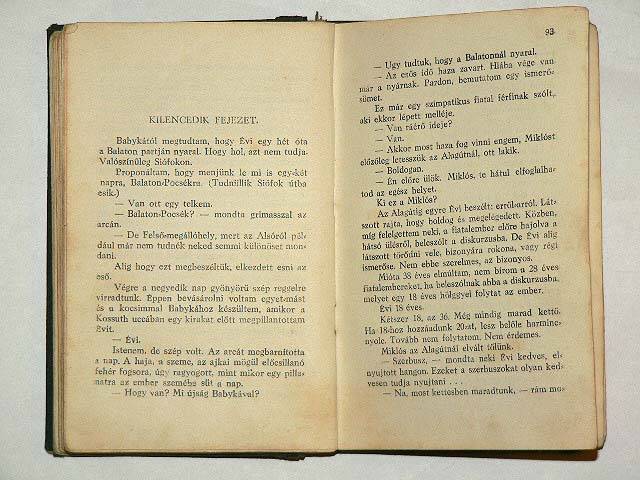 KILENCEDIK FEJEZET.
Babykától megtudtam, hogy Évi egy hét óta
a Balaton partján nyaral. Hogy hol, azt nem tudja.
Valószínűleg Siófokon.
Proponáltam, hogy menjünk le mi is egy-két
napra, Balaton-Pocsékra. (Tudniillik Siófok útba
esik.)
— Van ott egy telkem.
— Balaton-Pocsék? — mondta grimasszal az
arcán.
— De Felső-megállóhely, mert az Alsóról pél-
dául már nem tudnék neked semmi különöset mon-
dani.
Alig hogy ezt megbeszéltük, elkezdett esni az
eső.
Végre a negyedik nap gyönyörű szép reggelre
virradtunk. Éppen bevásárolni voltam egyet-mást
és a kocsimmal Babykához készültem, amikor a
Kossuth uccában egy kirakat előtt megpillantottam
Évit.
— Évi.
Istenem, de szép volt. Az arcát megbarnította
a nap. A haja, a szeme, az ajkai mögül előcsillanó
fehér fogsora, úgy ragyogott, mint mikor egy pilla-
natra az ember szemébe süt a nap.
— Hogy van? Mi újság Babykával?
93
— Ugy tudtuk, hogy a Balatonnál nyaral.
— Az esős idő haza zavart. Hiába vége van
már a nyárnak. Pardon, bemutatom egy ismerő-
sömet.
Ez már egy szimpatikus fiatal férfinak szólt,
aki ekkor lépett melléje.
— Van ráérő ideje?
— Van.
— Akkor most haza fog vinni engem, Miklóst
előzőleg letesszük az Alagútnál, ott lakik.
— Boldogan.
— Én előre ülök. Miklós, te hátul elfoglalha-
tod az egész helyet.
Ki ez a Miklós?
Az Alagútig egyre Évi beszélt: erről-arról. Lát-
szott rajta, hogy boldog és megelégedett. Közben,
míg felelgettem neki, a fiatalember előre hajolva a
hátsó ülésről, beleszólt a diskurzusba. De Évi alig
látszott törődni vele, bizonyára rokona, vagy régi
ismerőse. Nem ebbe szerelmes, az bizonyos.
Mióta 38 éves elmúltam, nem bírom a 28 éves
fiatalembereket, ha beleszólnak abba a diskurzusba,
melyet egy 18 éves hölggyel folytat az ember.
Évi 18 éves.
Kétszer 18, az 36. Még mindig marad kettő.
Ha 18-hoz hozzáadunk 20-at, lesz belőle harminc-
nyolc. Tovább nem folytatom. Nem érdemes.
Miklós az Alagútnál elvált tőlünk.
— Szerbusz, — mondta neki Évi kedves, el-
nyujtott hangon. Ezeket a szerbuszokat olyan ked-
vesen tudja nyujtani . . .
— Na, most kettesben maradtunk, — rám mo-